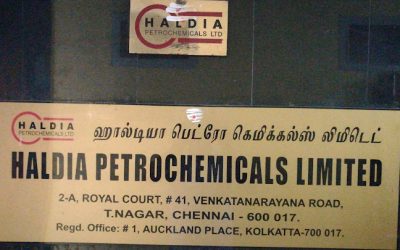 HALDIA
PETROCHEMICALS LTD
HALDIA
PETROCHEMICALS LTD
ஹால்டியா பெட்ரோ கெமிக்கல்ஸ் லிமிடெட்
HALDIA PETROCHEMICALS LIMITED
2-A, ROYAL COURT, # 41, VENKATANARAYANA ROAD,
T.NAGAR, CHENNAI - 600 017.
Regd. Office: # 1, AUCKLAND PLACE, KOLKATTA-700 017.